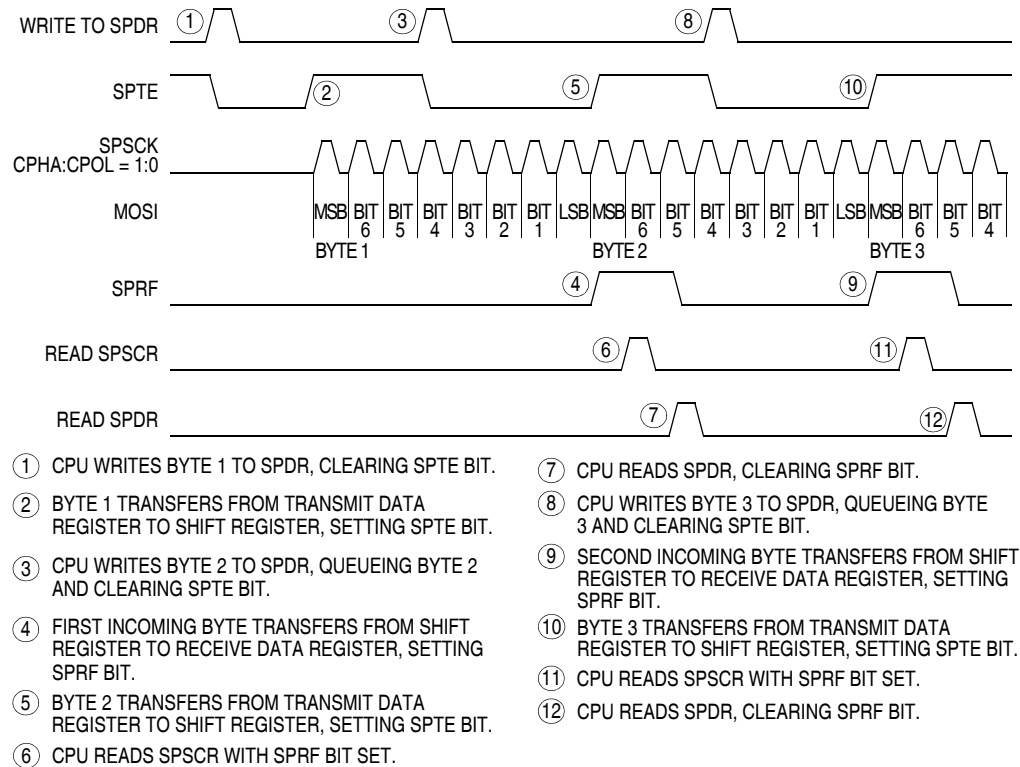 WRITE TO SPDR
1
3
8
SPTE
2
5
10
SPSCK
CPHA:CPOL = 1:0
MOSI
MSB BIT 6 BIT 5 BIT 4 BIT 3 BIT 2 BIT 1 LSB MSB BIT 6 BIT 5 BIT 4 BIT 3 BIT 2 BIT 1 LSB MSB BIT 6 BIT 5 BIT 4
BYTE 1
BYTE 2
BYTE 3
SPRF
4
9
READ SPSCR
6
11
READ SPDR
7
12
1 CPU WRITES BYTE 1 TO SPDR, CLEARING SPTE BIT.
2 BYTE 1 TRANSFERS FROM TRANSMIT DATA
REGISTER TO SHIFT REGISTER, SETTING SPTE BIT.
3 CPU WRITES BYTE 2 TO SPDR, QUEUEING BYTE 2
AND CLEARING SPTE BIT.
4 FIRST INCOMING BYTE TRANSFERS FROM SHIFT
REGISTER TO RECEIVE DATA REGISTER, SETTING
SPRF BIT.
5 BYTE 2 TRANSFERS FROM TRANSMIT DATA
REGISTER TO SHIFT REGISTER, SETTING SPTE BIT.
6 CPU READS SPSCR WITH SPRF BIT SET.
7 CPU READS SPDR, CLEARING SPRF BIT.
8 CPU WRITES BYTE 3 TO SPDR, QUEUEING BYTE
3 AND CLEARING SPTE BIT.
9 SECOND INCOMING BYTE TRANSFERS FROM SHIFT
REGISTER TO RECEIVE DATA REGISTER, SETTING
SPRF BIT.
10 BYTE 3 TRANSFERS FROM TRANSMIT DATA
REGISTER TO SHIFT REGISTER, SETTING SPTE BIT.
11 CPU READS SPSCR WITH SPRF BIT SET.
12 CPU READS SPDR, CLEARING SPRF BIT.